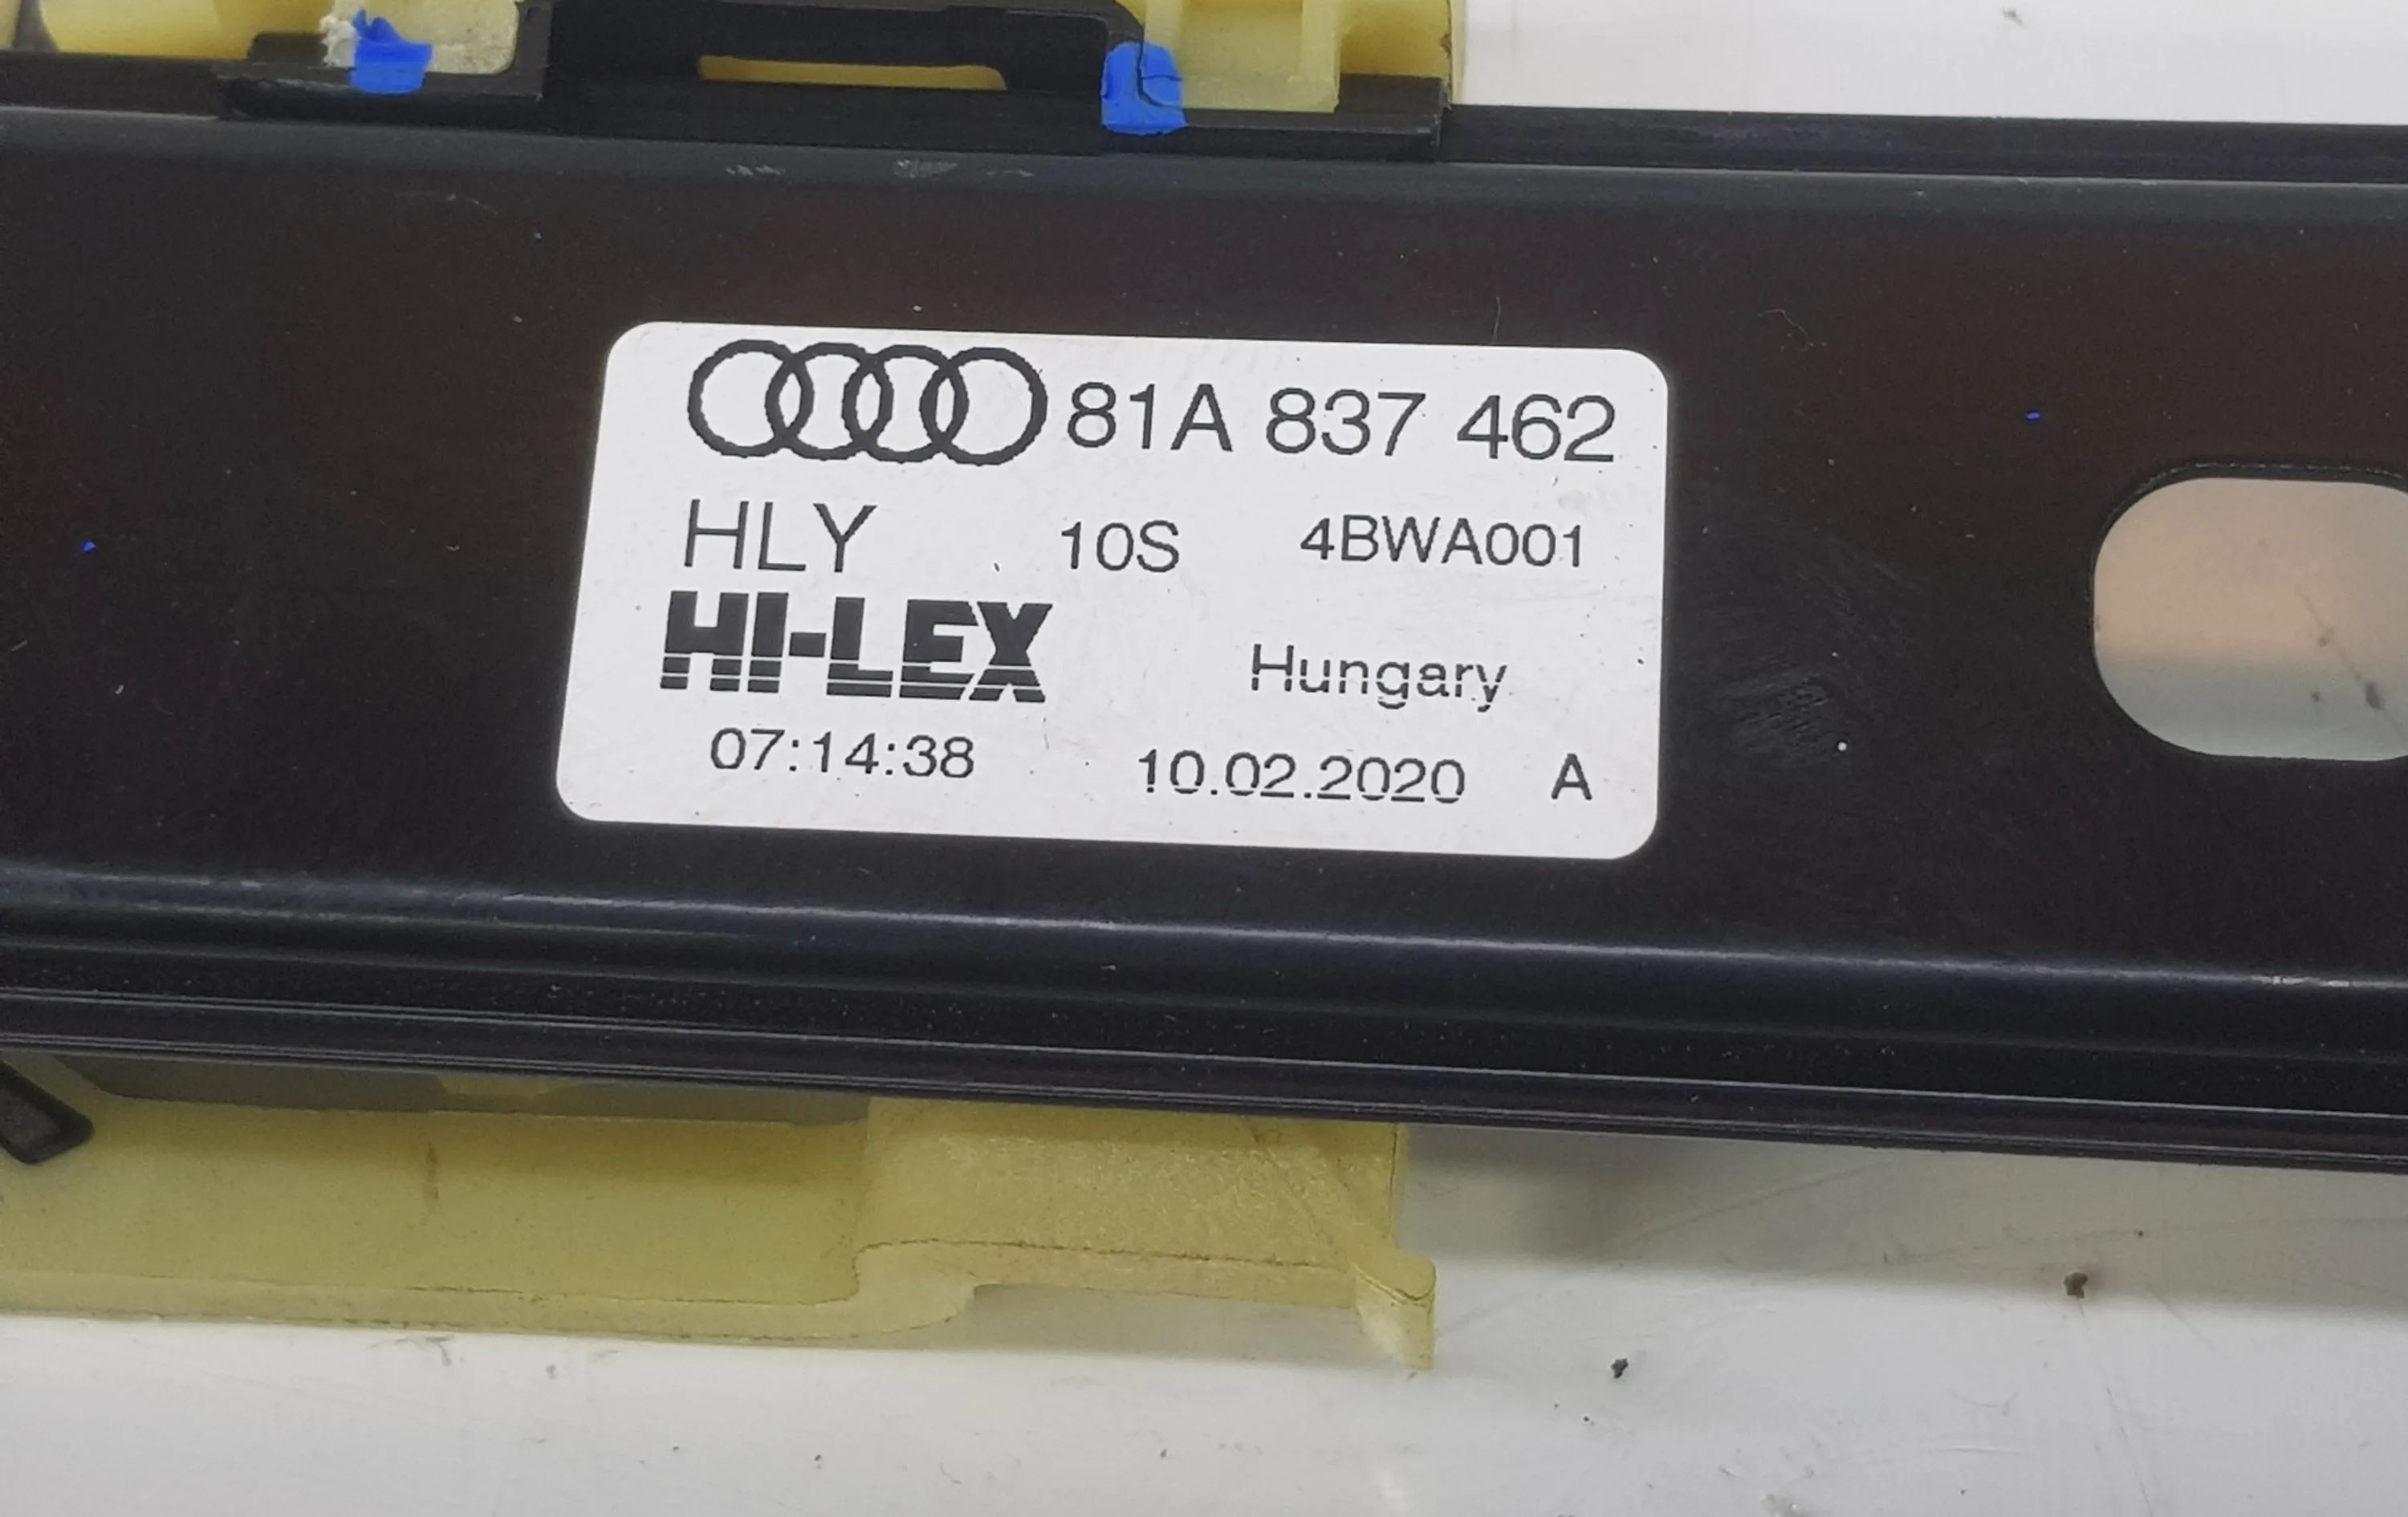 81A 837 462
HLY 10S 4BWA001
HI-LEX Hungary
07:14:38 10.02.2020 A